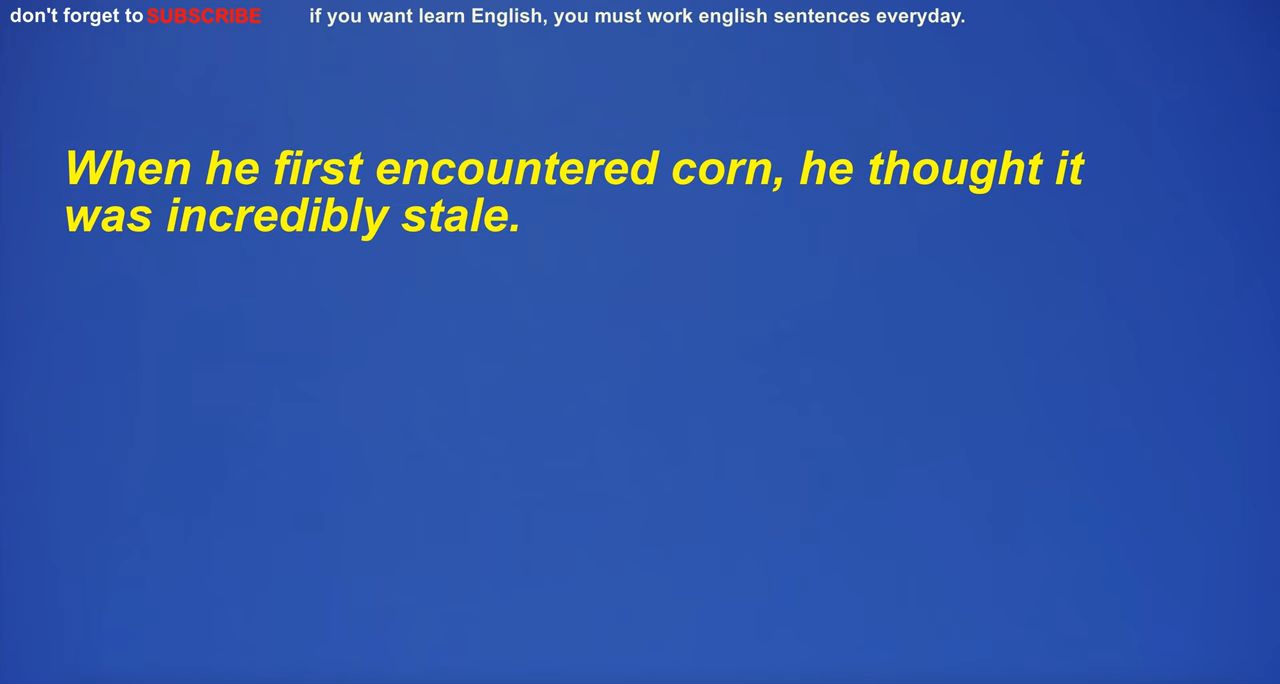 don't forget to SUBSCRIBE if you want learn English, you must work english sentences everyday.
When he first encountered corn, he thought it
was incredibly stale.